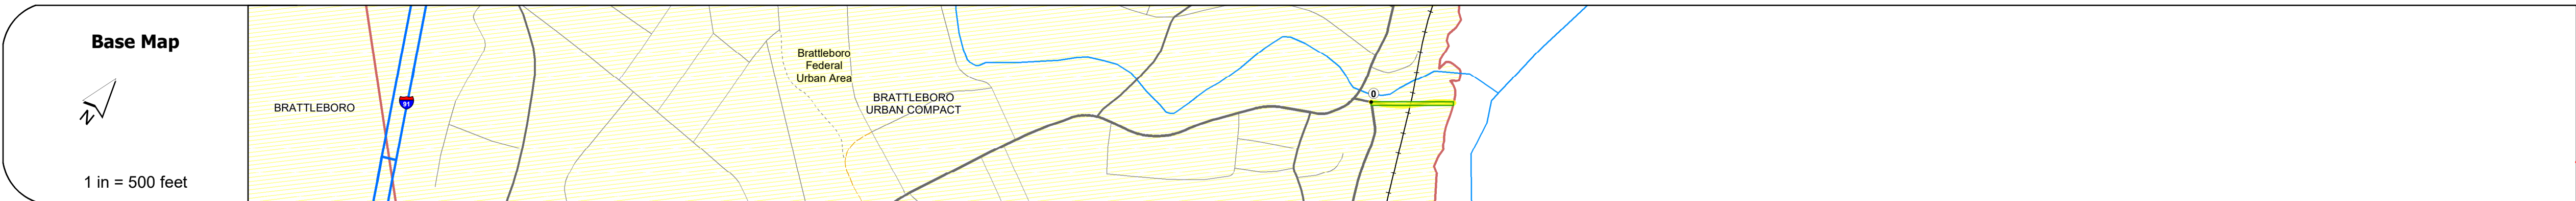 Base Map
N
1 in = 500 feet
BRATTLEBORO
91
Brattleboro
Federal
Urban Area
BRATTLEBORO
URBAN COMPACT
0